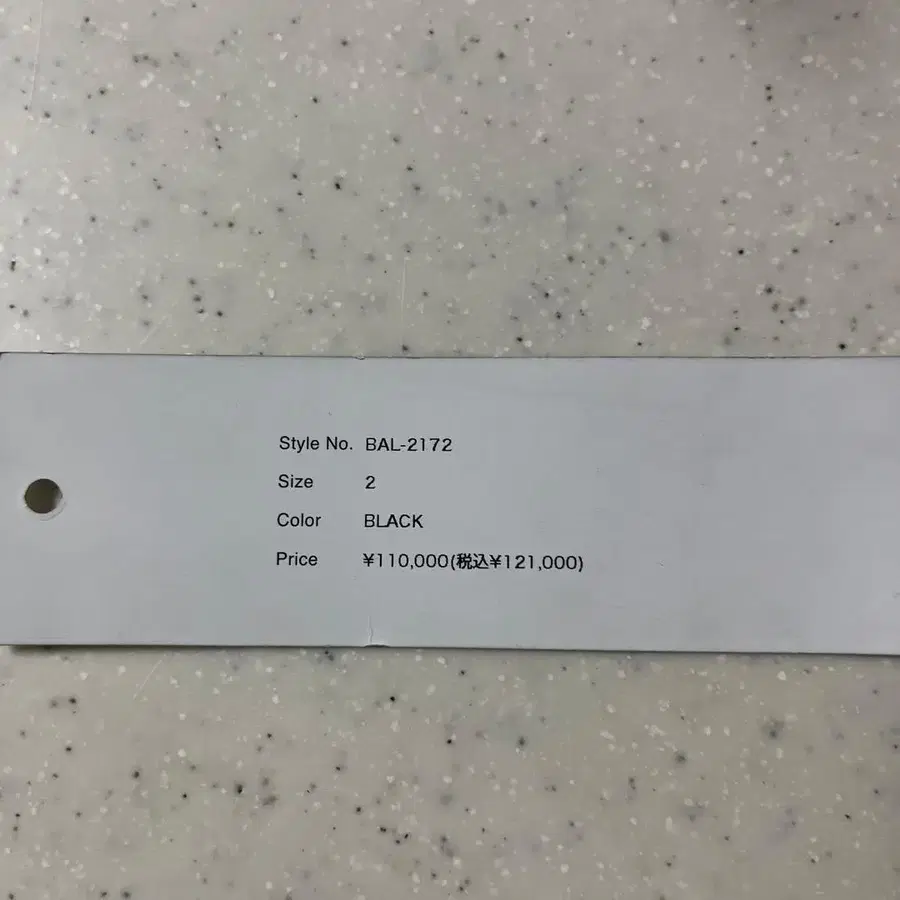 Style No. BAL-2172
Size 2
Color BLACK
Price ¥110,000(税込¥121,000)